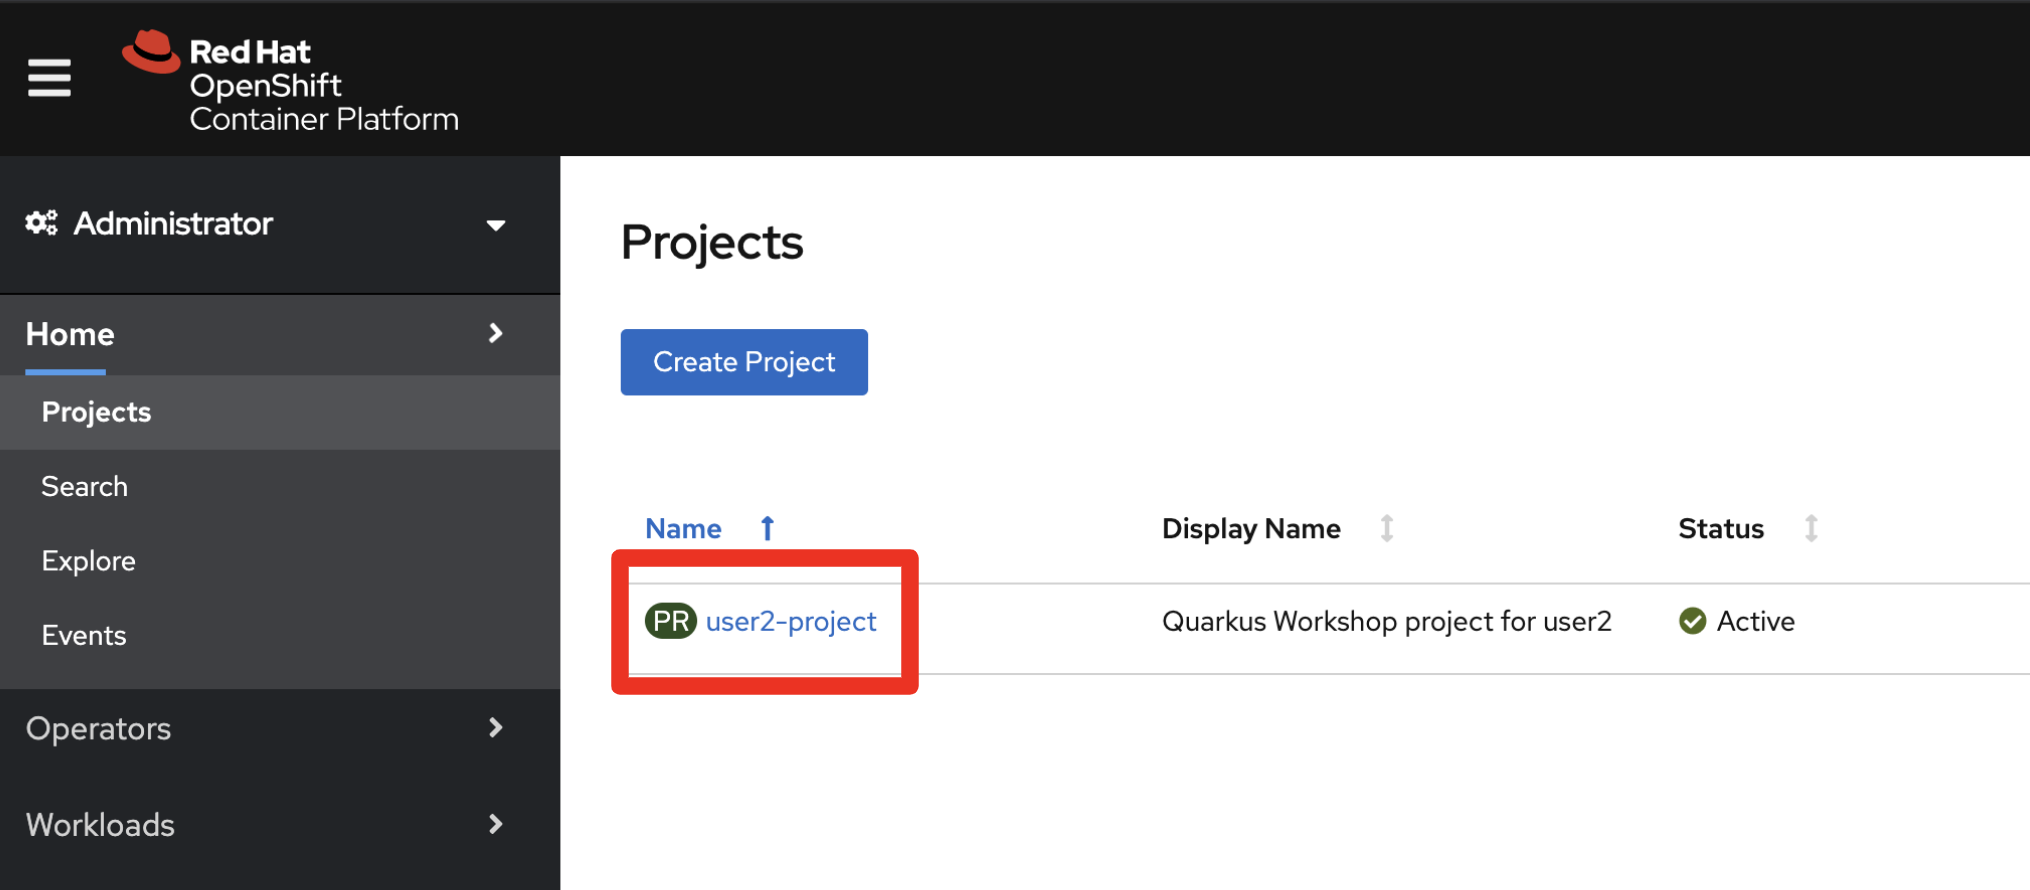 Red Hat
OpenShift
Container Platform
Administrator
Home
Projects
Search
Explore
Events
Operators
Workloads
Projects
Create Project
Name Display Name Status
PR user2-project Quarkus Workshop project for user2 Active